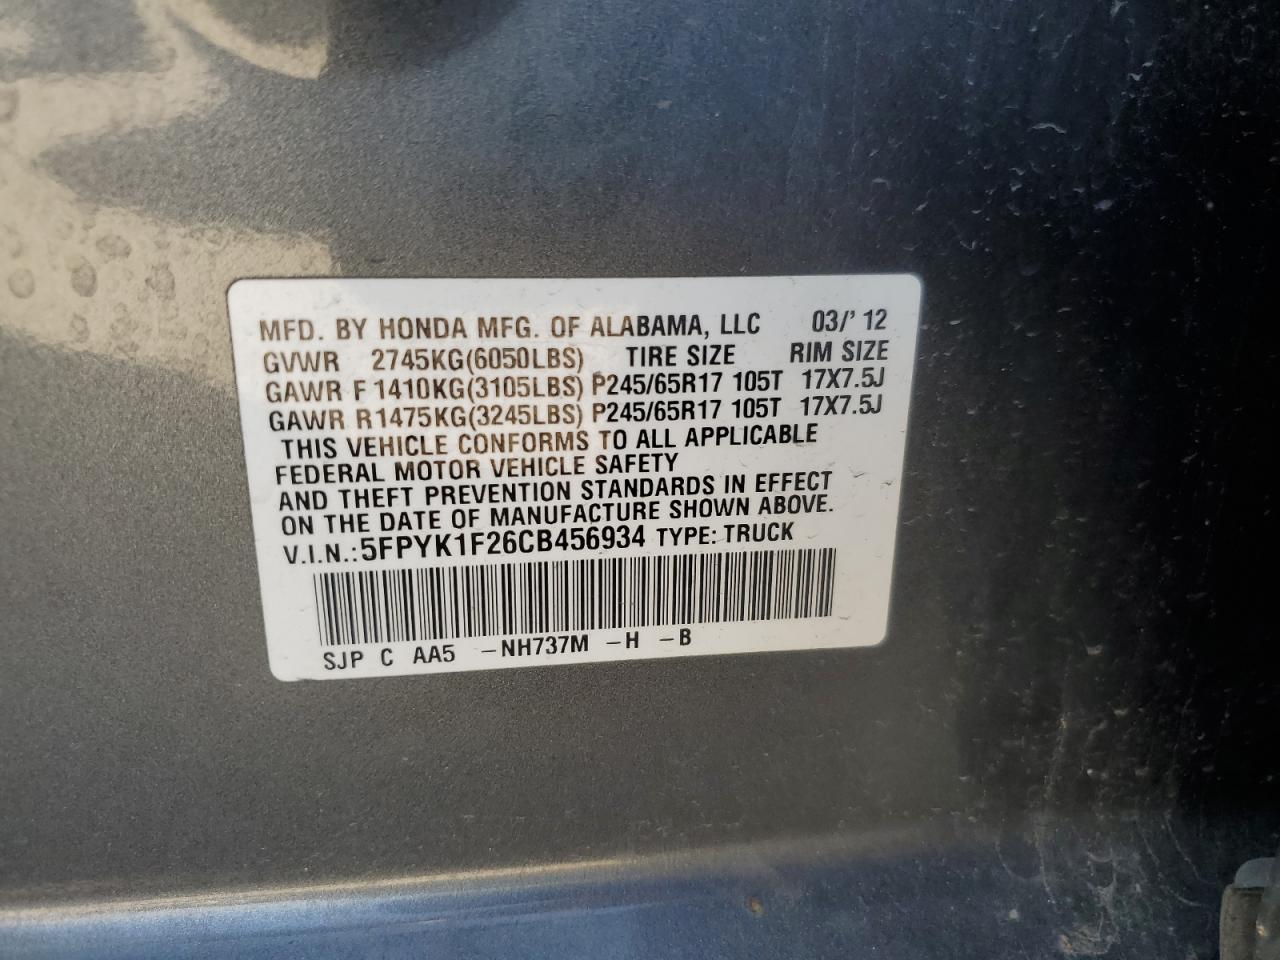 MFD. BY HONDA MFG. OF ALABAMA, LLC 03/'12
GVWR 2745KG(6050LBS) TIRE SIZE RIM SIZE
GAWR F 1410KG(3105LBS) P245/65R17 105T 17X7.5J
GAWR R1475KG(3245LBS) P245/65R17 105T 17X7.5J
THIS VEHICLE CONFORMS TO ALL APPLICABLE
FEDERAL MOTOR VEHICLE SAFETY
AND THEFT PREVENTION STANDARDS IN EFFECT
ON THE DATE OF MANUFACTURE SHOWN ABOVE.
V.I.N.:5FPYK1F26CB456934 TYPE: TRUCK
SJP C AA5 -NH737M -H -B